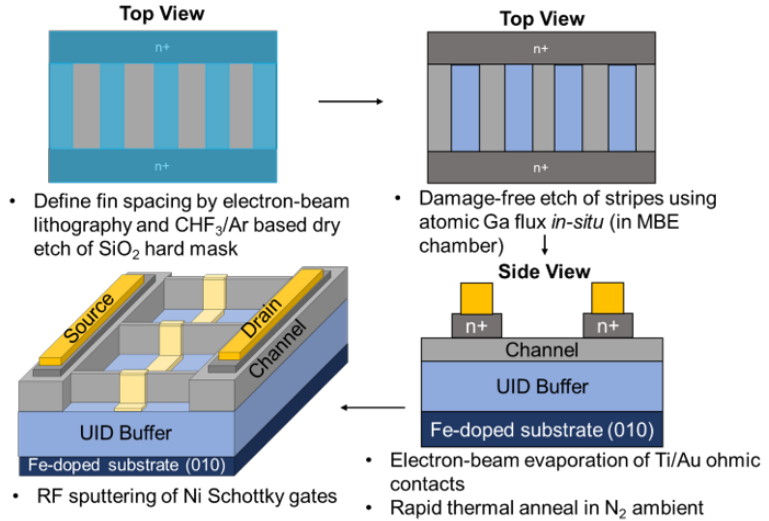 Top View
n+
n+
• Define fin spacing by electron-beam
lithography and CHF₃/Ar based dry
etch of SiO₂ hard mask
Top View
n+
n+
• Damage-free etch of stripes using
atomic Ga flux in-situ (in MBE
chamber)
Side View
n+
n+
Channel
UID Buffer
Fe-doped substrate (010)
• Electron-beam evaporation of Ti/Au ohmic
contacts
• Rapid thermal anneal in N₂ ambient
Source
Drain
Channel
UID Buffer
Fe-doped substrate (010)
• RF sputtering of Ni Schottky gates